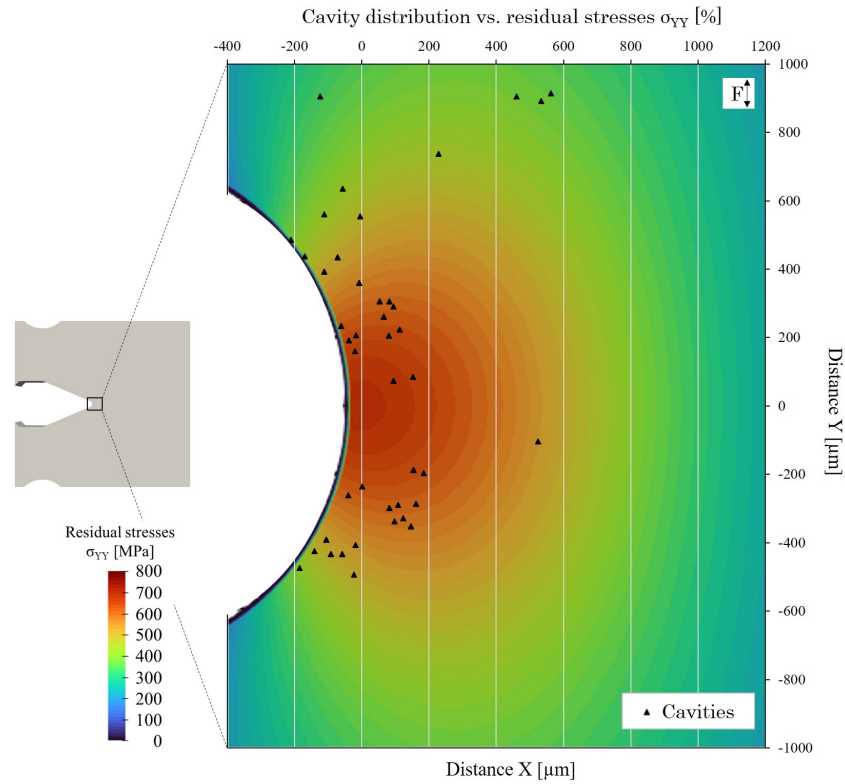 Cavity distribution vs. residual stresses σYY [%]
-400 -200 0 200 400 600 800 1000 1200
1000
F
800
600
400
200
0
-200
-400
-600
-800
-1000
Distance Y [µm]
Residual stresses
σYY [MPa]
800
700
600
500
400
300
200
100
0
Cavities
Distance X [µm]